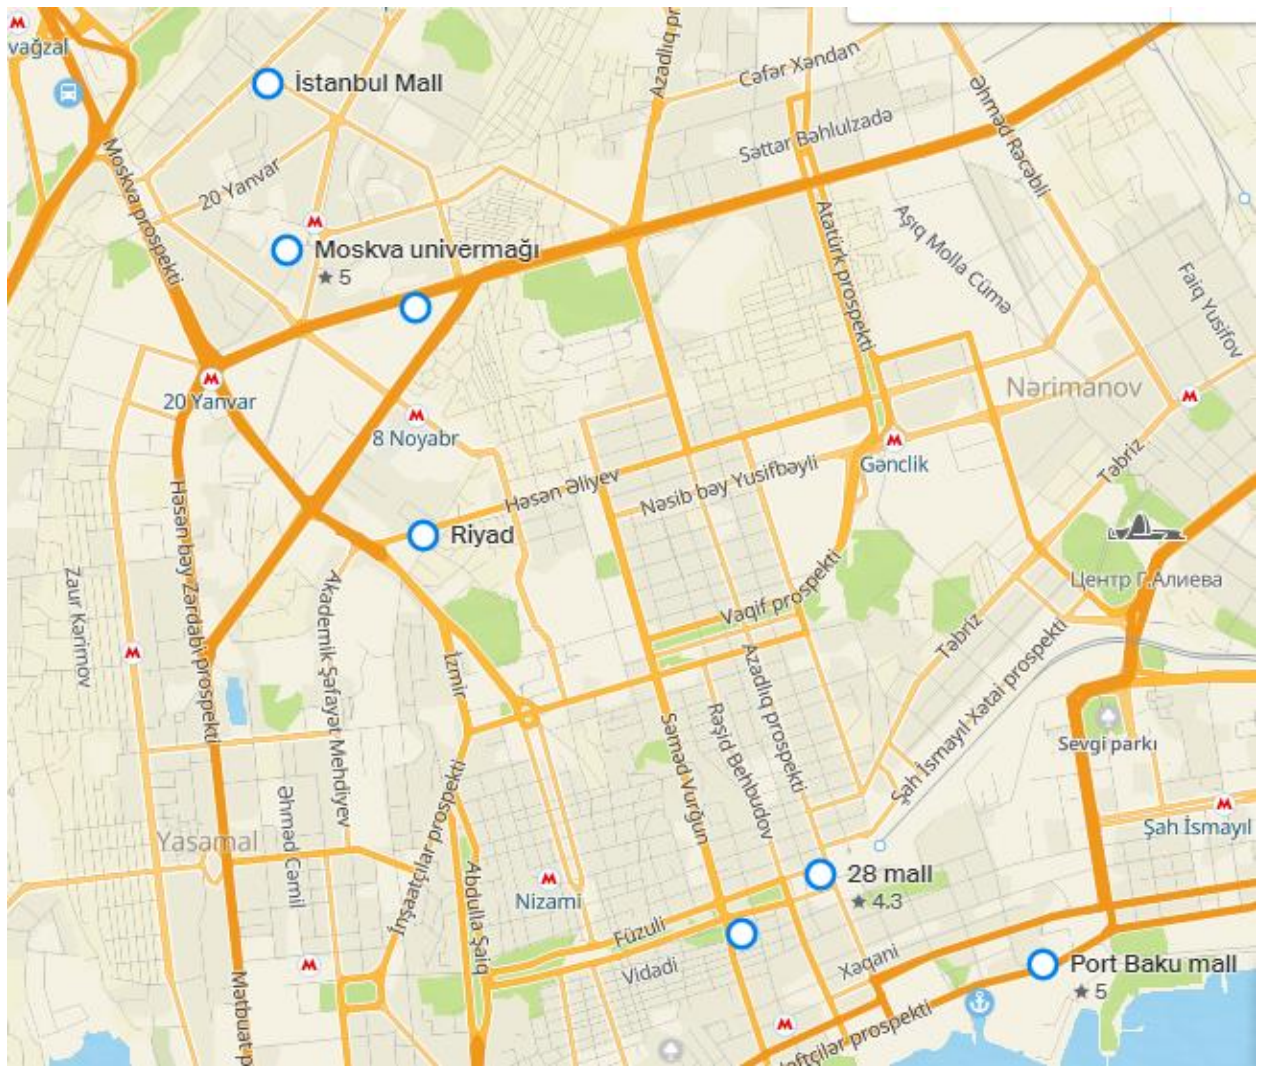 M
vağzal
İstanbul Mall
Azadlıq pr
Cəfər Xəndan
Səttar Bəhlulzadə
Əhməd Rəcəbli
Moskva prospekti
20 Yanvar
M
Moskva univermağı
★ 5
Atatürk prospekti
Aşıq Molla Cümə
Faiq Yusifov
M
20 Yanvar
M
8 Noyabr
Nərimanov
M
M
Gənclik
Həsən Əliyev
Nəsib bəy Yusifbəyli
Təbriz
Həsən bəy Zərdabi prospekti
Riyad
Центр Г.Алиева
Zaur Kərimov
Akademik Şəfayət Mehdiyev
Vaqif prospekti
M
İzmir
Təbriz
Azadlıq prospekti
Şah İsmayıl Xətai prospekti
Səməd Vurğun
Rəşid Behbudov
Sevgi parkı
İnşaatçılar prospekti
Əhməd Cəmil
M
Şah İsmayıl
Yasamal
M
Nizami
Abdulla Şaiq
28 mall
★ 4.3
Füzuli
Vidadi
Xəqani
M
Mətbuat p
Port Baku mall
★ 5
M
eftçilər prospekti